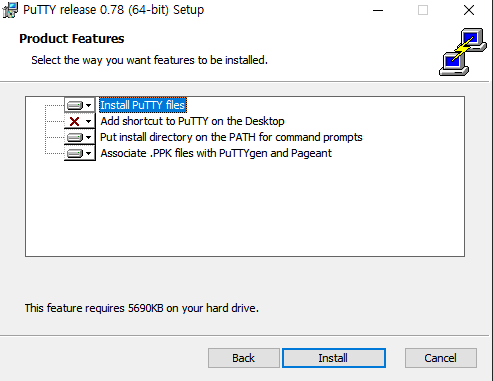 PuTTY release 0.78 (64-bit) Setup
Product Features
Select the way you want features to be installed.
Install PuTTY files
Add shortcut to PuTTY on the Desktop
Put install directory on the PATH for command prompts
Associate .PPK files with PuTTYgen and Pageant
This feature requires 5690KB on your hard drive.
Back
Install
Cancel